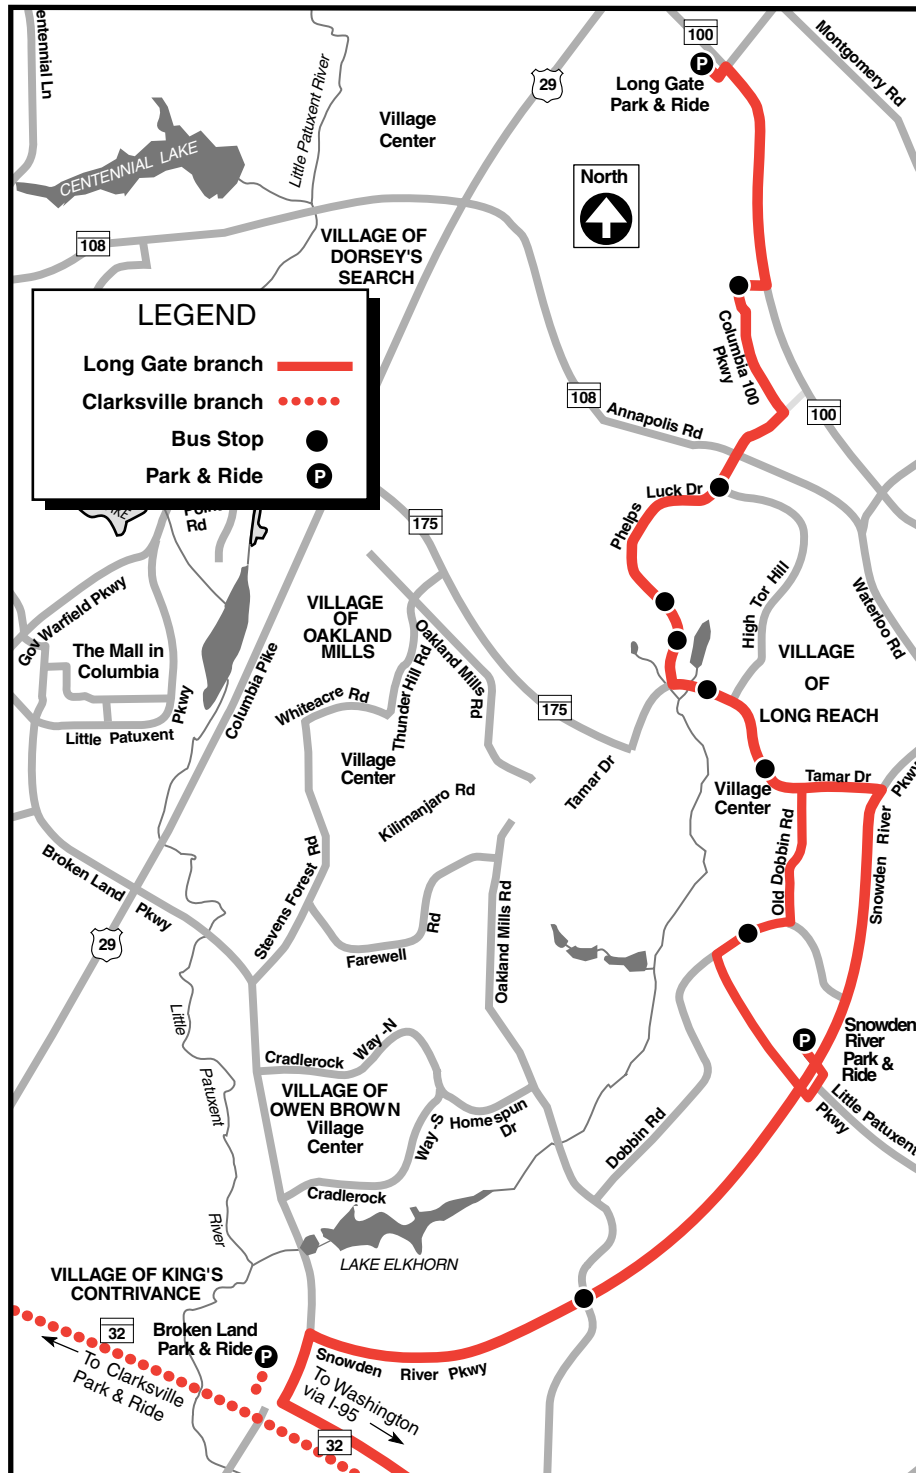 entennial Ln
Little Patuxent River
CENTENNIAL LAKE
Village
Center
29
100
Long Gate
Park & Ride
P
Montgomery Rd
North
108
VILLAGE OF
DORSEY'S
SEARCH
LEGEND
Long Gate branch
Clarksville branch
Bus Stop
Park & Ride
P
Columbia 100
Pkwy
108
Annapolis Rd
100
Luck Dr
Phelps
Rd
175
High Tor Hill
Waterloo Rd
Gov Warfield Pkwy
The Mall in
Columbia
Little Patuxent
Pkwy
Columbia Pike
VILLAGE
OF
OAKLAND
MILLS
Oakland Mills
Rd
Thunder Hill Rd
Whiteacre Rd
Village
Center
Kilimanjaro Rd
175
Tamar Dr
VILLAGE
OF
LONG REACH
Village
Center
Tamar Dr
Pkwy
Snowden River
Old Dobbin Rd
Broken Land
Pkwy
29
Stevens Forest
Rd
Farewell
Rd
Oakland Mills Rd
Little
Patuxent
River
Cradlerock
Way -N
VILLAGE OF
OWEN BROWN
Village
Center
Way -S
Homespun
Dr
Cradlerock
Dobbin Rd
P
Snowden
River
Park &
Ride
Little Patuxent
Pkwy
LAKE ELKHORN
VILLAGE OF KING'S
CONTRIVANCE
32
Broken Land
Park & Ride
P
To Clarksville
Park & Ride
Snowden River Pkwy
To Washington
via I-95
32